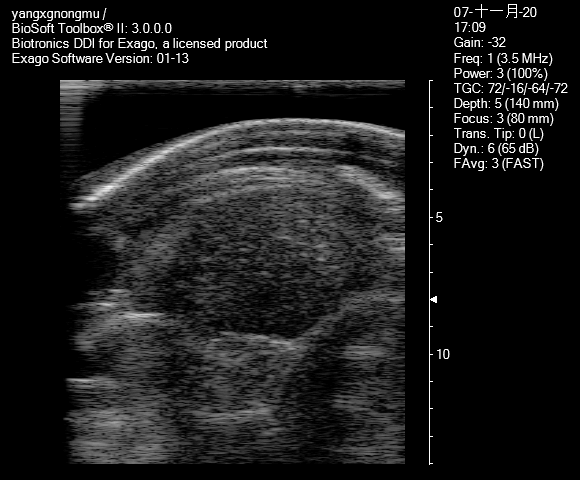 yangxgnongmu /
BioSoft Toolbox® II: 3.0.0.0
Biotronics DDI for Exago, a licensed product
Exago Software Version: 01-13
07-十一月-20
17:09
Gain: -32
Freq: 1 (3.5 MHz)
Power: 3 (100%)
TGC: 72/-16/-64/-72
Depth: 5 (140 mm)
Focus: 3 (80 mm)
Trans. Tip: 0 (L)
Dyn.: 6 (65 dB)
FAvg: 3 (FAST)
5
10